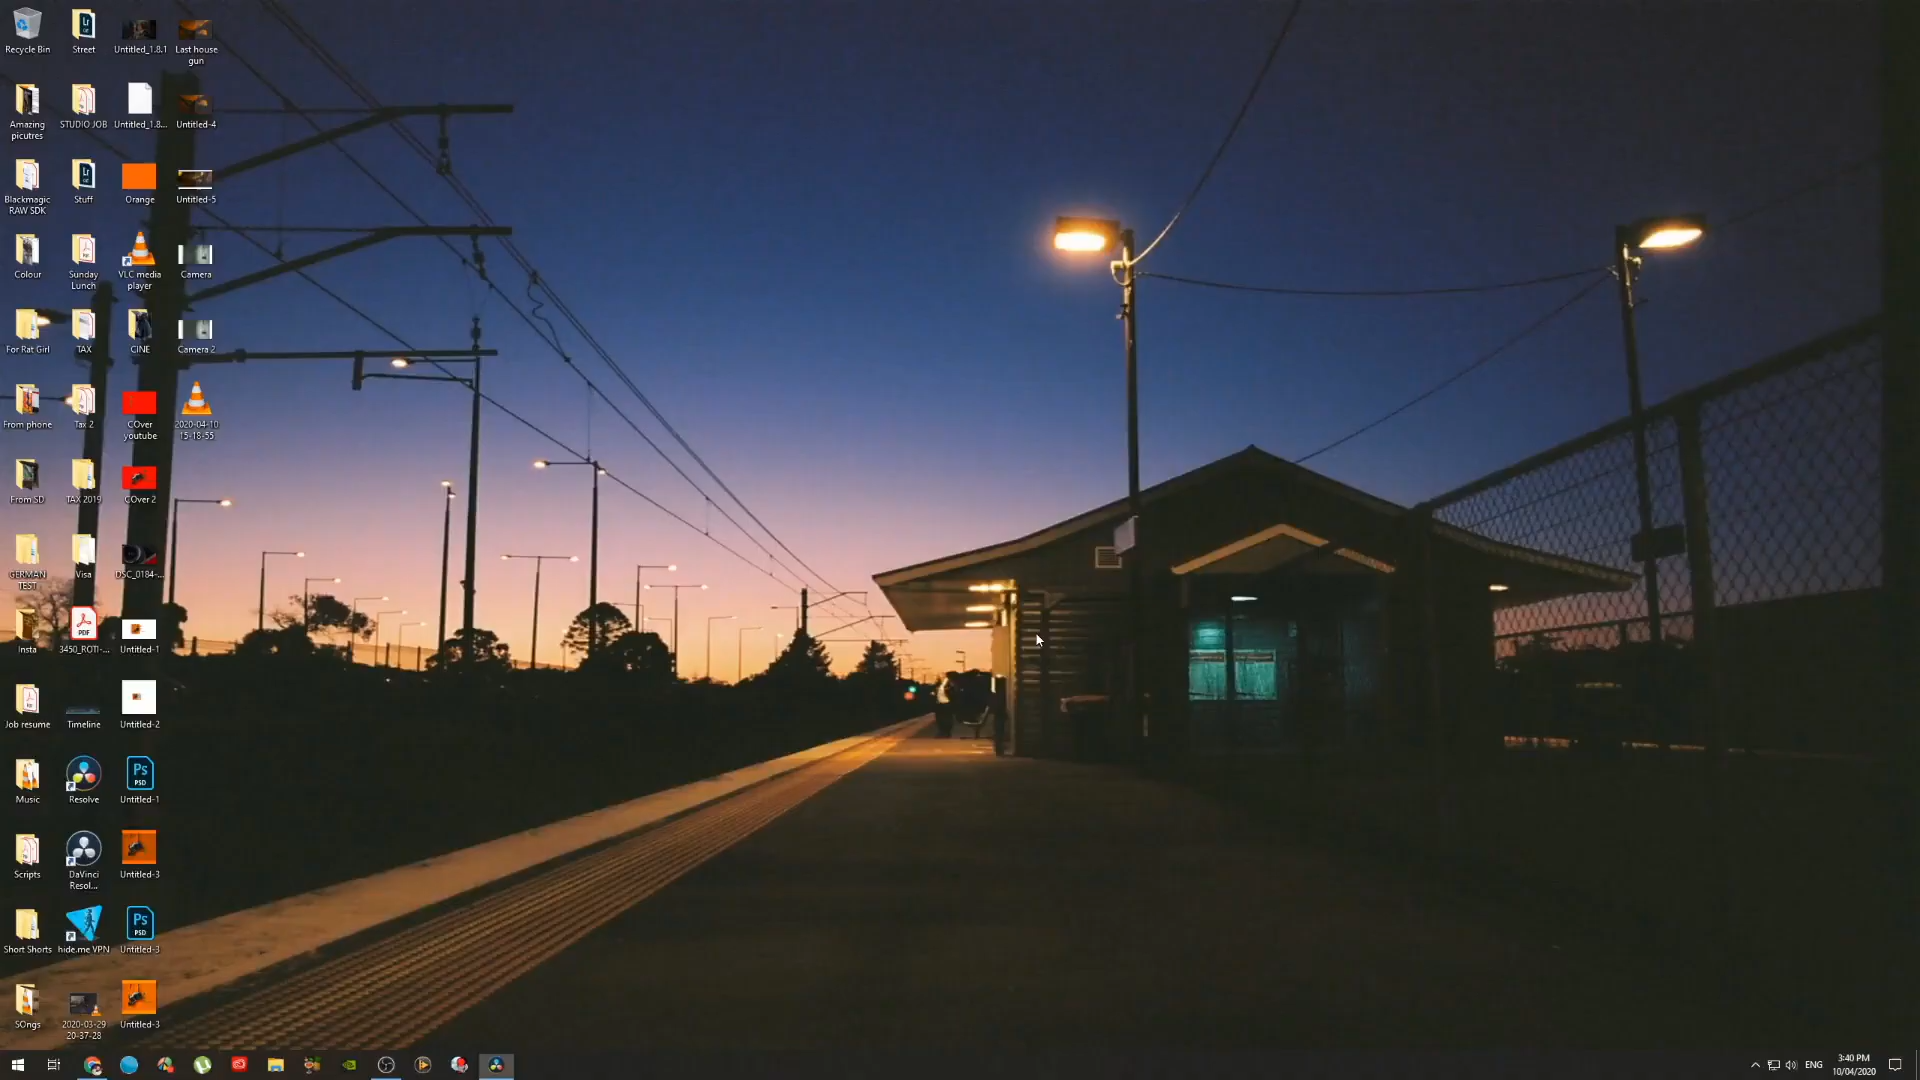 Recycle Bin
Street
Untitled_1.8.1
Last house
gun
Amazing
picutres
STUDIO JOB
Untitled_1.8...
Untitled-4
Blackmagic
RAW SDK
Stuff
Orange
Untitled-5
Colour
Sunday
Lunch
VLC media
player
Camera
For Rat Girl
TAX
CINE
Camera 2
From phone
Tax 2
COver
youtube
2020-04-10
15-18-55
From SD
TAX 2019
COver 2
GERMAN
TEST
Visa
DSC_0184-...
Insta
PDF
3450_ROTI-...
Untitled-1
Job resume
Timeline
Untitled-2
Music
Resolve
Ps
PSD
Untitled-1
Scripts
DaVinci
Resol...
Untitled-3
Short Shorts
hide.me VPN
Ps
PSD
Untitled-3
SOngs
2020-03-29
20-37-28
Untitled-3
ENG
3:40 PM
10/04/2020